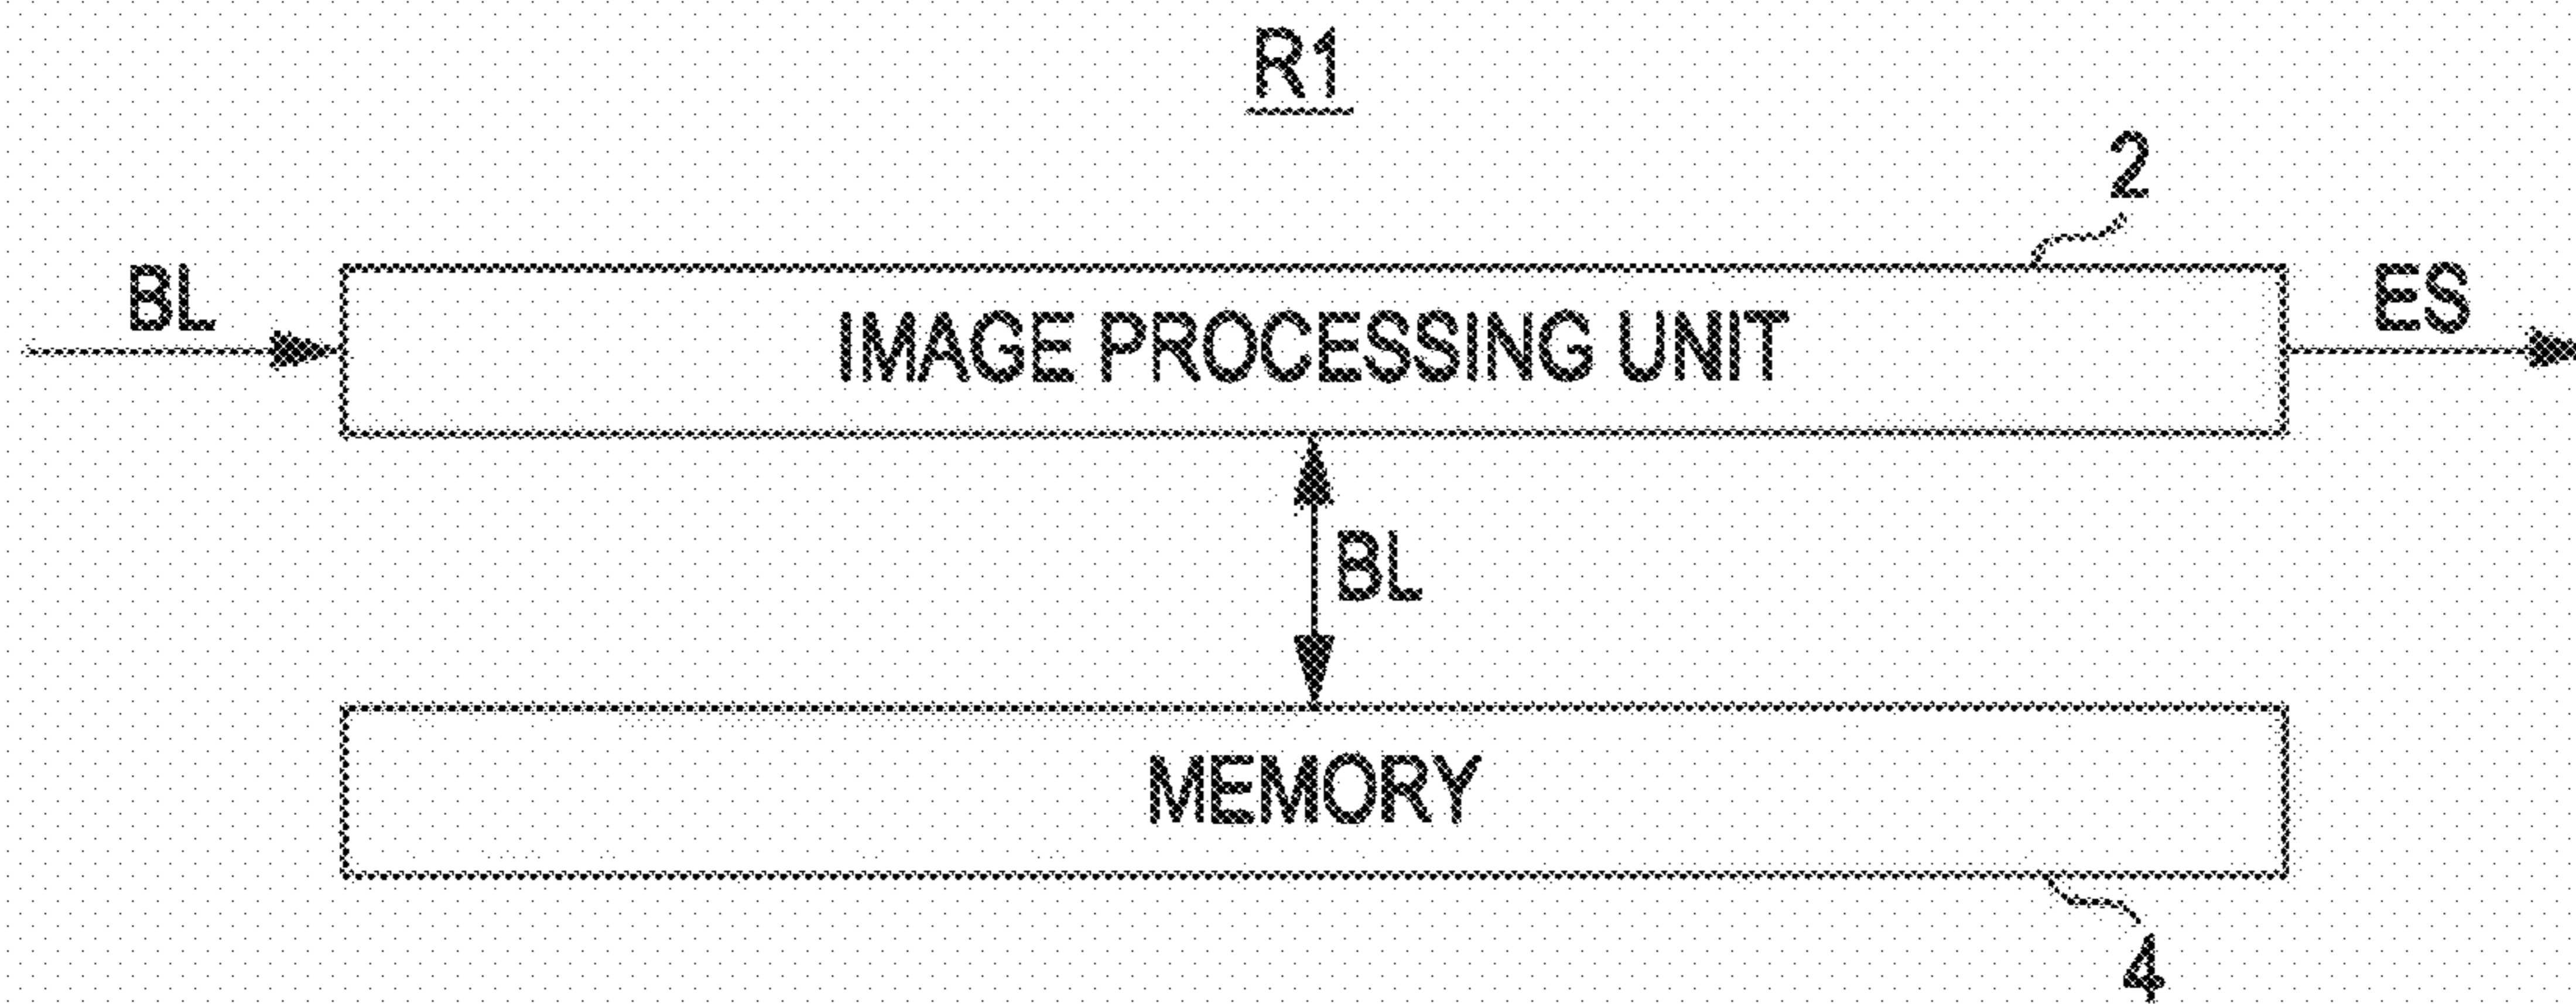 R1
2
BL
IMAGE PROCESSING UNIT
ES
BL
MEMORY
4